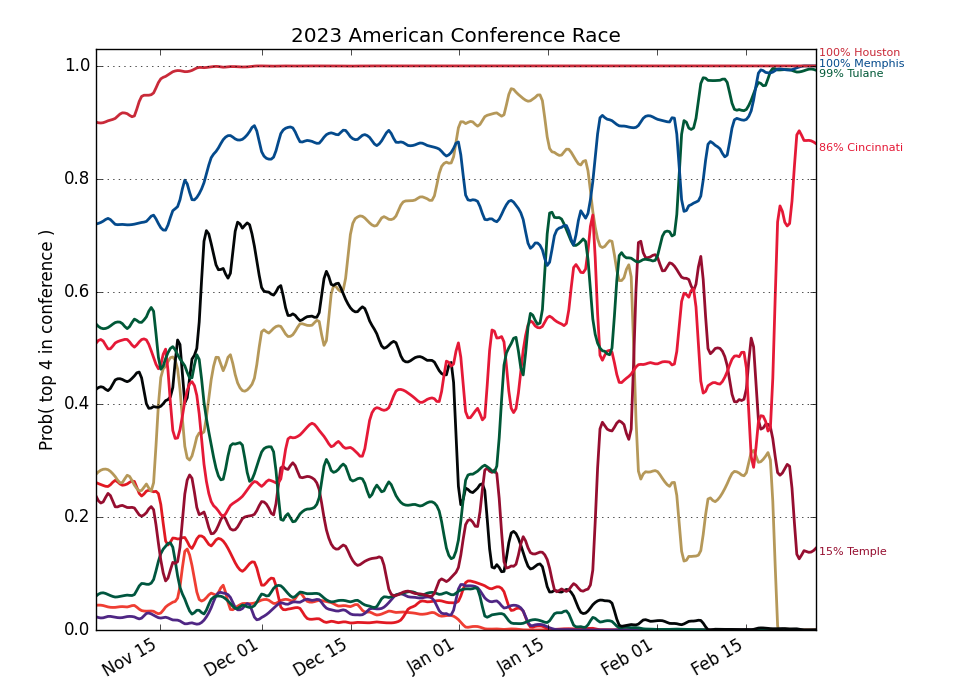 2023 American Conference Race
Prob( top 4 in conference )
1.0
0.8
0.6
0.4
0.2
0.0
Nov 15
Dec 01
Dec 15
Jan 01
Jan 15
Feb 01
Feb 15
100% Houston
100% Memphis
99% Tulane
86% Cincinnati
15% Temple